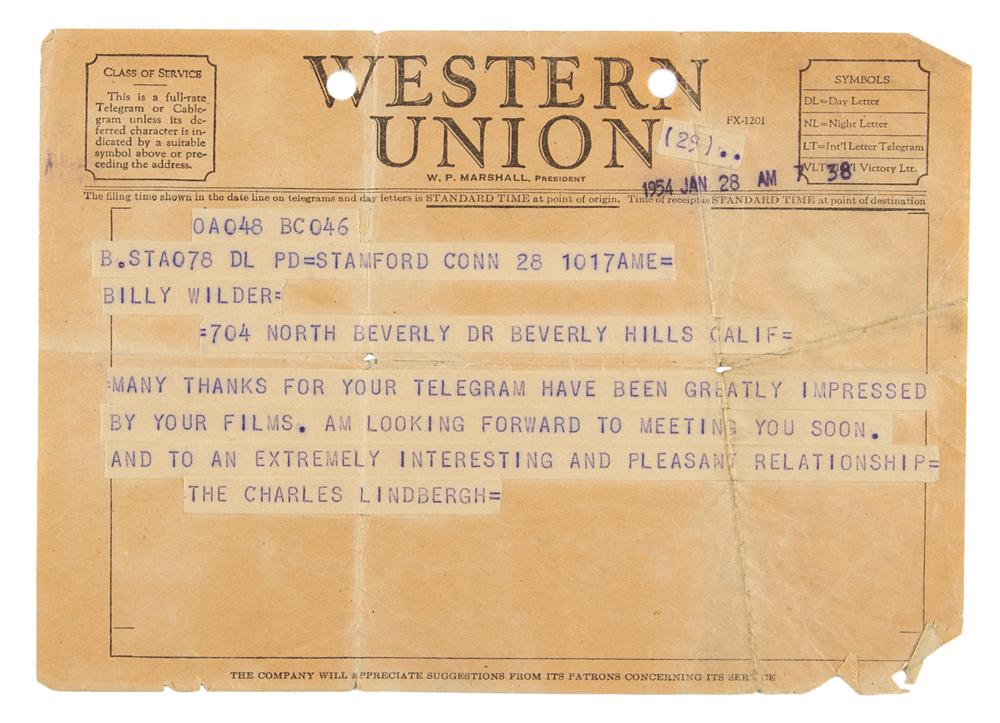 CLASS OF SERVICE
This is a full-rate
Telegram or Cable-
gram unless its de-
ferred character is in-
dicated by a suitable
symbol above or pre-
ceding the address.
WESTERN
UNION
W. P. MARSHALL, PRESIDENT
FX-1201
SYMBOLS
DL=Day Letter
NL=Night Letter
LT=Int'l Letter Telegram
VLT= Victory Ltr.
(29)..
1954 JAN 28 AM 7 38
The filing time shown in the date line on telegrams and day letters is STANDARD TIME at point of origin. Time of receipt is STANDARD TIME at point of destination
OA048 BC046
B.STA078 DL PD=STAMFORD CONN 28 1017AME=
BILLY WILDER=
=704 NORTH BEVERLY DR BEVERLY HILLS CALIF=
=MANY THANKS FOR YOUR TELEGRAM HAVE BEEN GREATLY IMPRESSED
BY YOUR FILMS. AM LOOKING FORWARD TO MEETING YOU SOON.
AND TO AN EXTREMELY INTERESTING AND PLEASANT RELATIONSHIP=
THE CHARLES LINDBERGH=
THE COMPANY WILL APPRECIATE SUGGESTIONS FROM ITS PATRONS CONCERNING ITS SERVICE